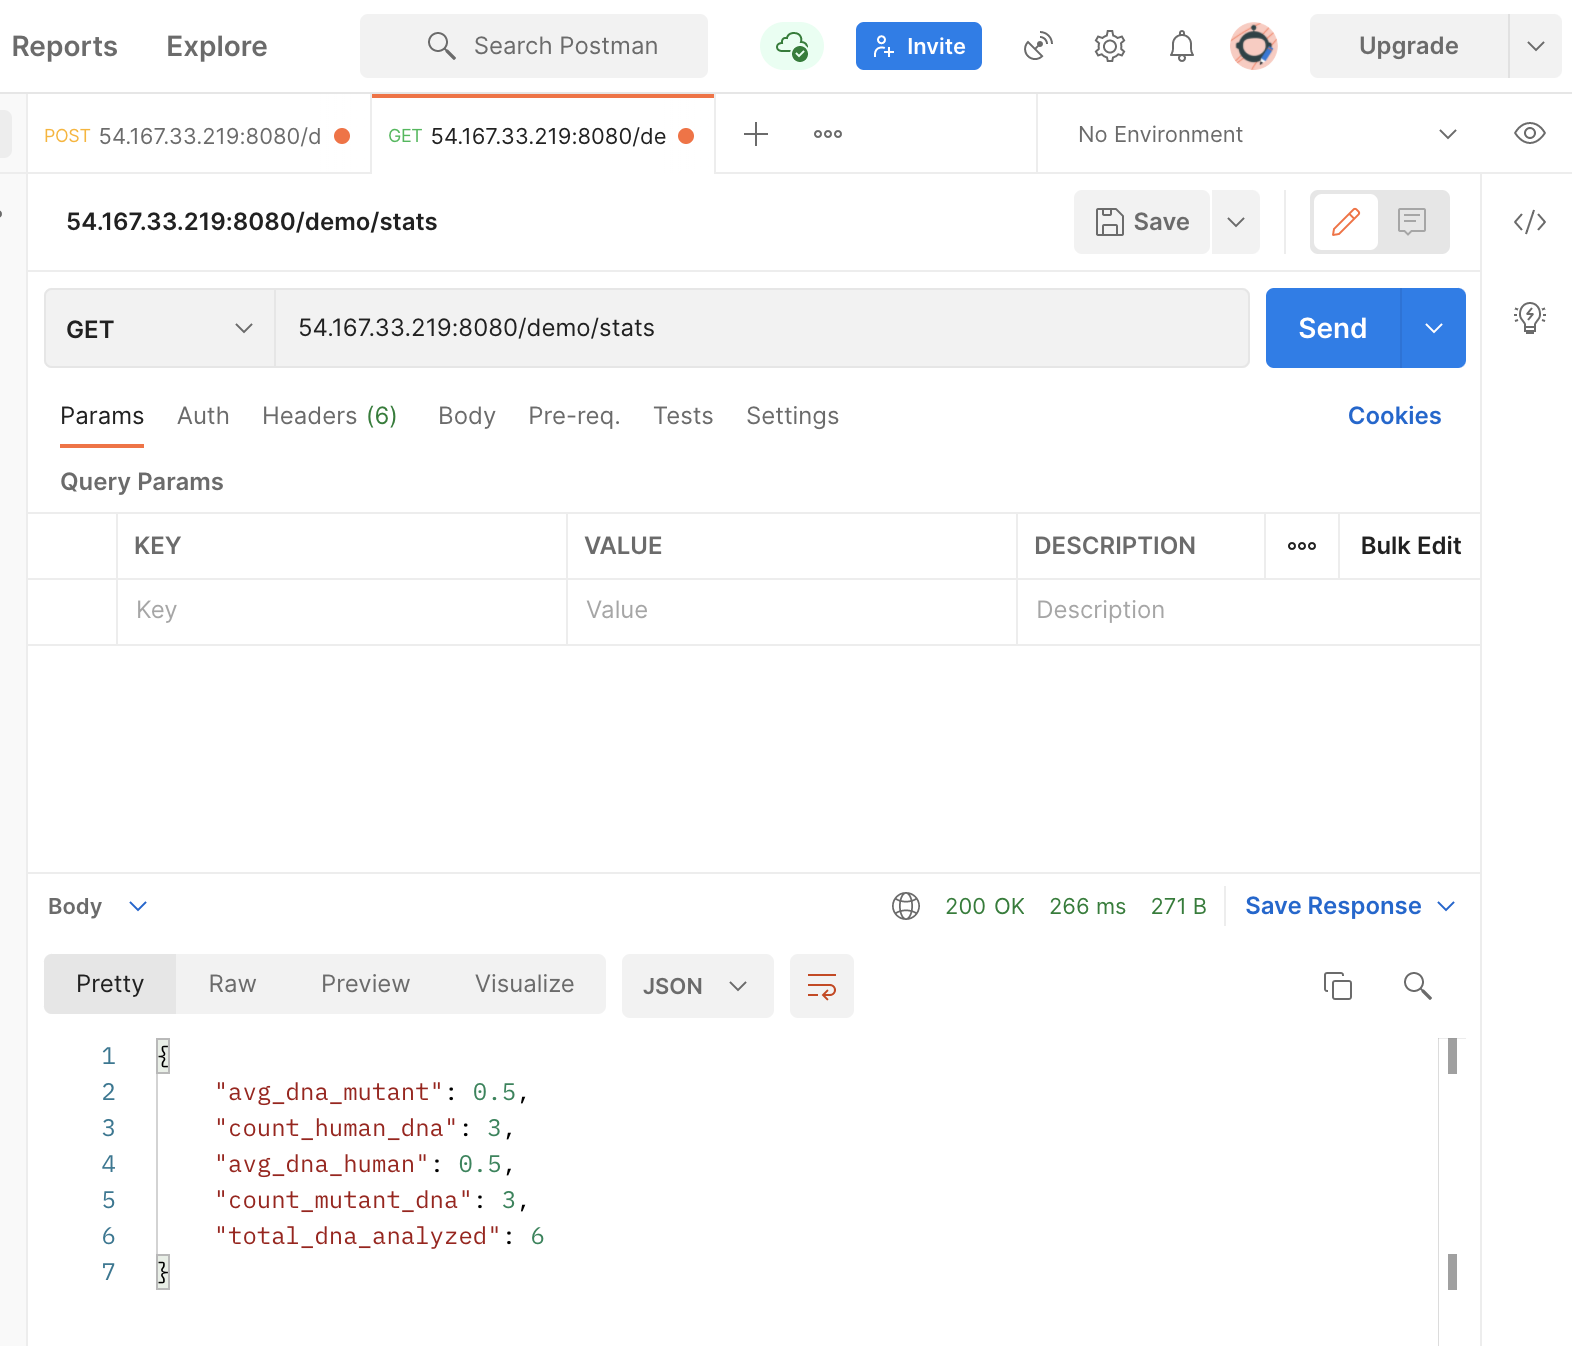 Reports Explore Search Postman Invite Upgrade
POST 54.167.33.219:8080/d GET 54.167.33.219:8080/de No Environment
54.167.33.219:8080/demo/stats Save
GET 54.167.33.219:8080/demo/stats Send
Params Auth Headers (6) Body Pre-req. Tests Settings Cookies
Query Params
KEY VALUE DESCRIPTION Bulk Edit
Key Value Description
Body 200 OK 266 ms 271 B Save Response
Pretty Raw Preview Visualize JSON
1 {
2 "avg_dna_mutant": 0.5,
3 "count_human_dna": 3,
4 "avg_dna_human": 0.5,
5 "count_mutant_dna": 3,
6 "total_dna_analyzed": 6
7 }